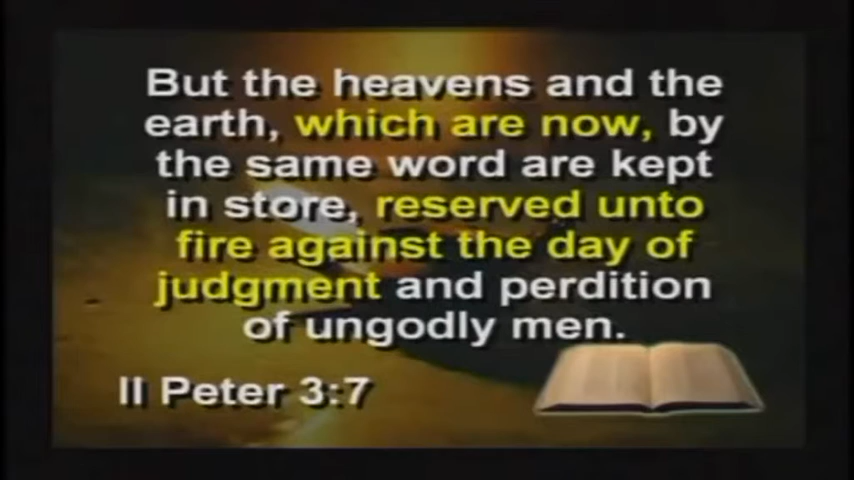 But the heavens and the
earth, which are now, by
the same word are kept
in store, reserved unto
fire against the day of
judgment and perdition
of ungodly men.
II Peter 3:7